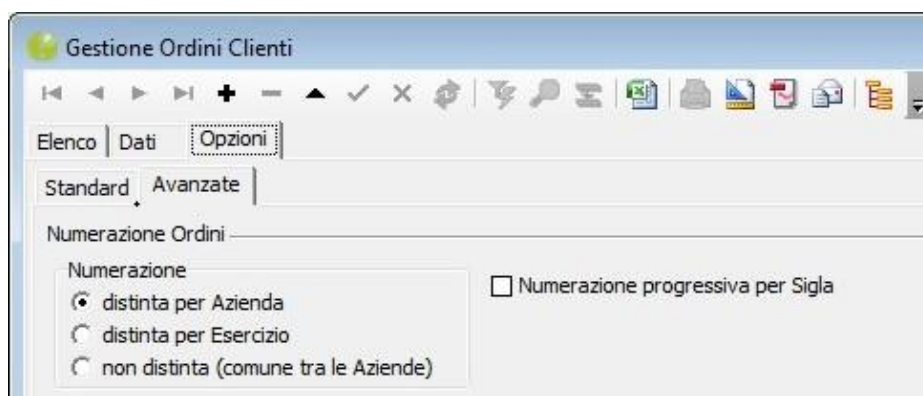 Gestione Ordini Clienti
Elenco Dati Opzioni
Standard Avanzate
Numerazione Ordini
Numerazione
distinta per Azienda
distinta per Esercizio
non distinta (comune tra le Aziende)
Numerazione progressiva per Sigla